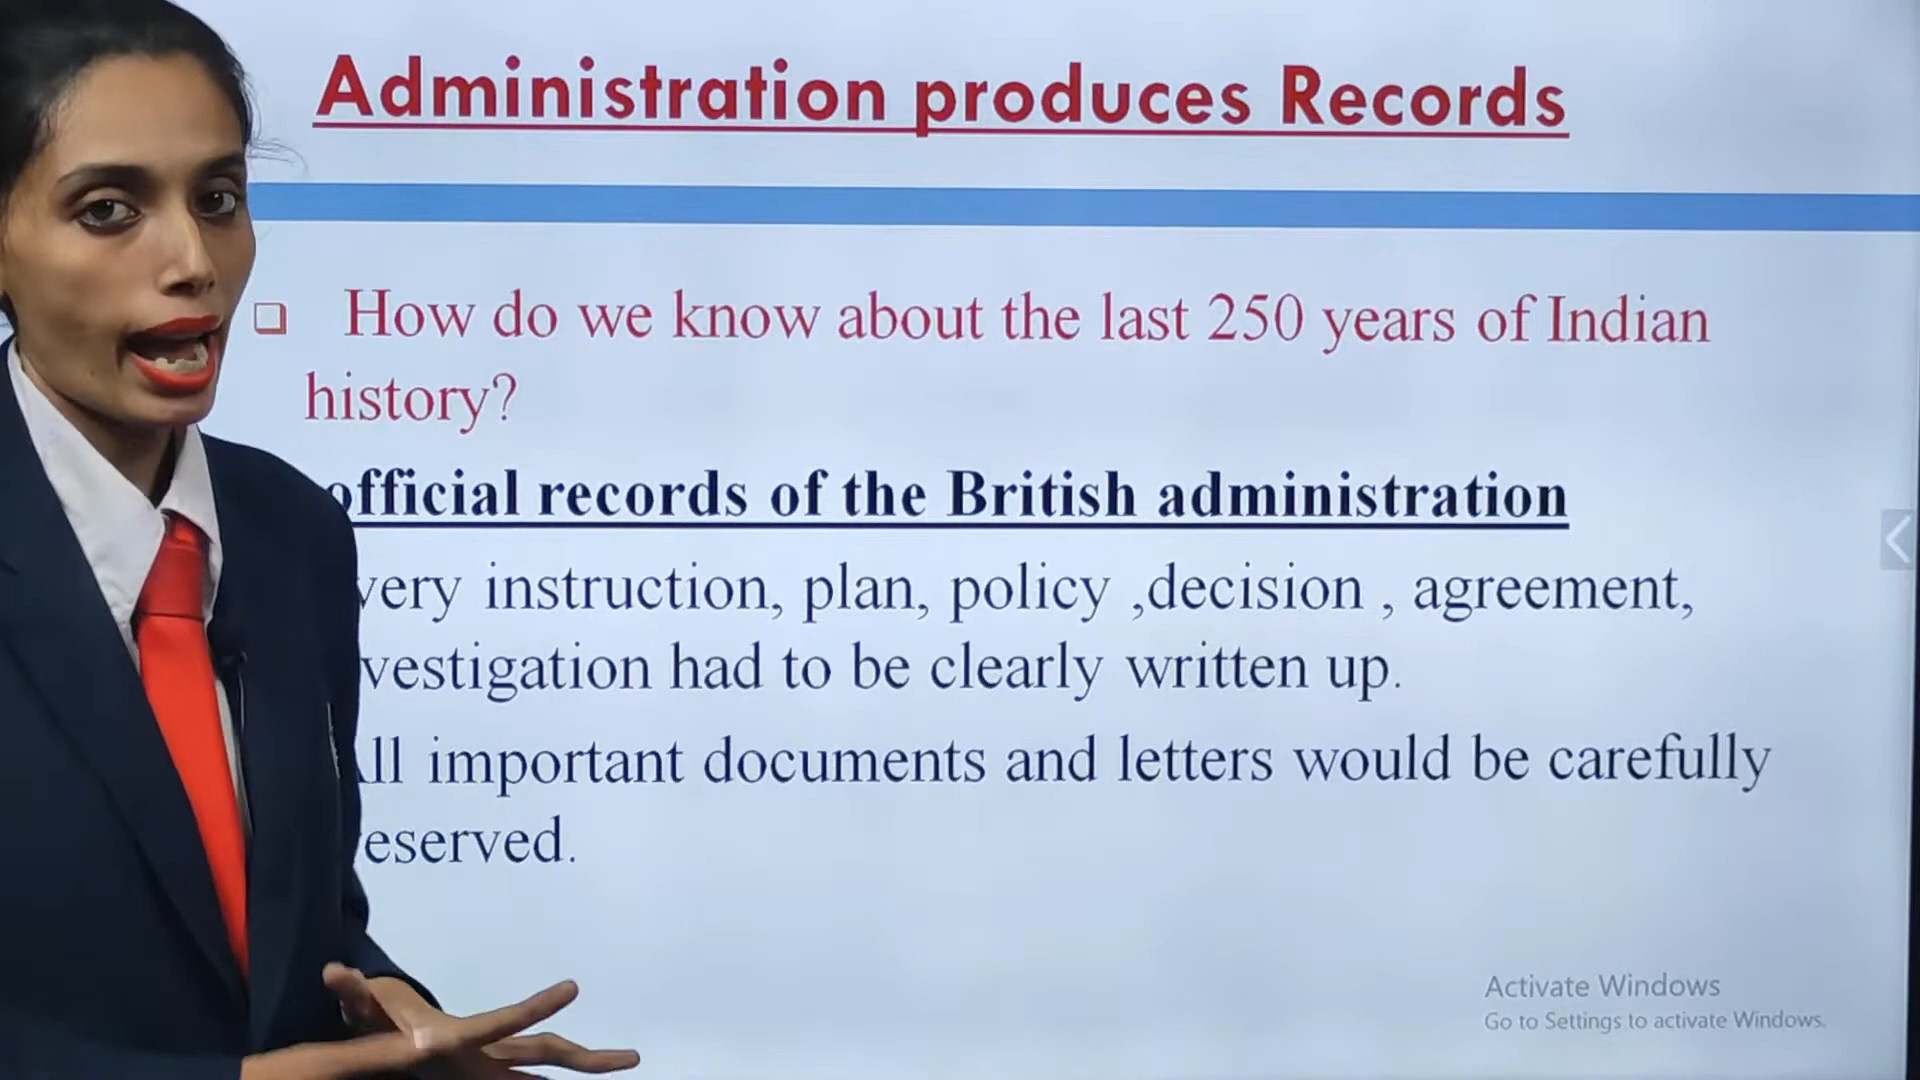 Administration produces Records
How do we know about the last 250 years of Indian
history?
official records of the British administration
very instruction, plan, policy ,decision , agreement,
vestigation had to be clearly written up.
ll important documents and letters would be carefully
eserved.
Activate Windows
Go to Settings to activate Windows.